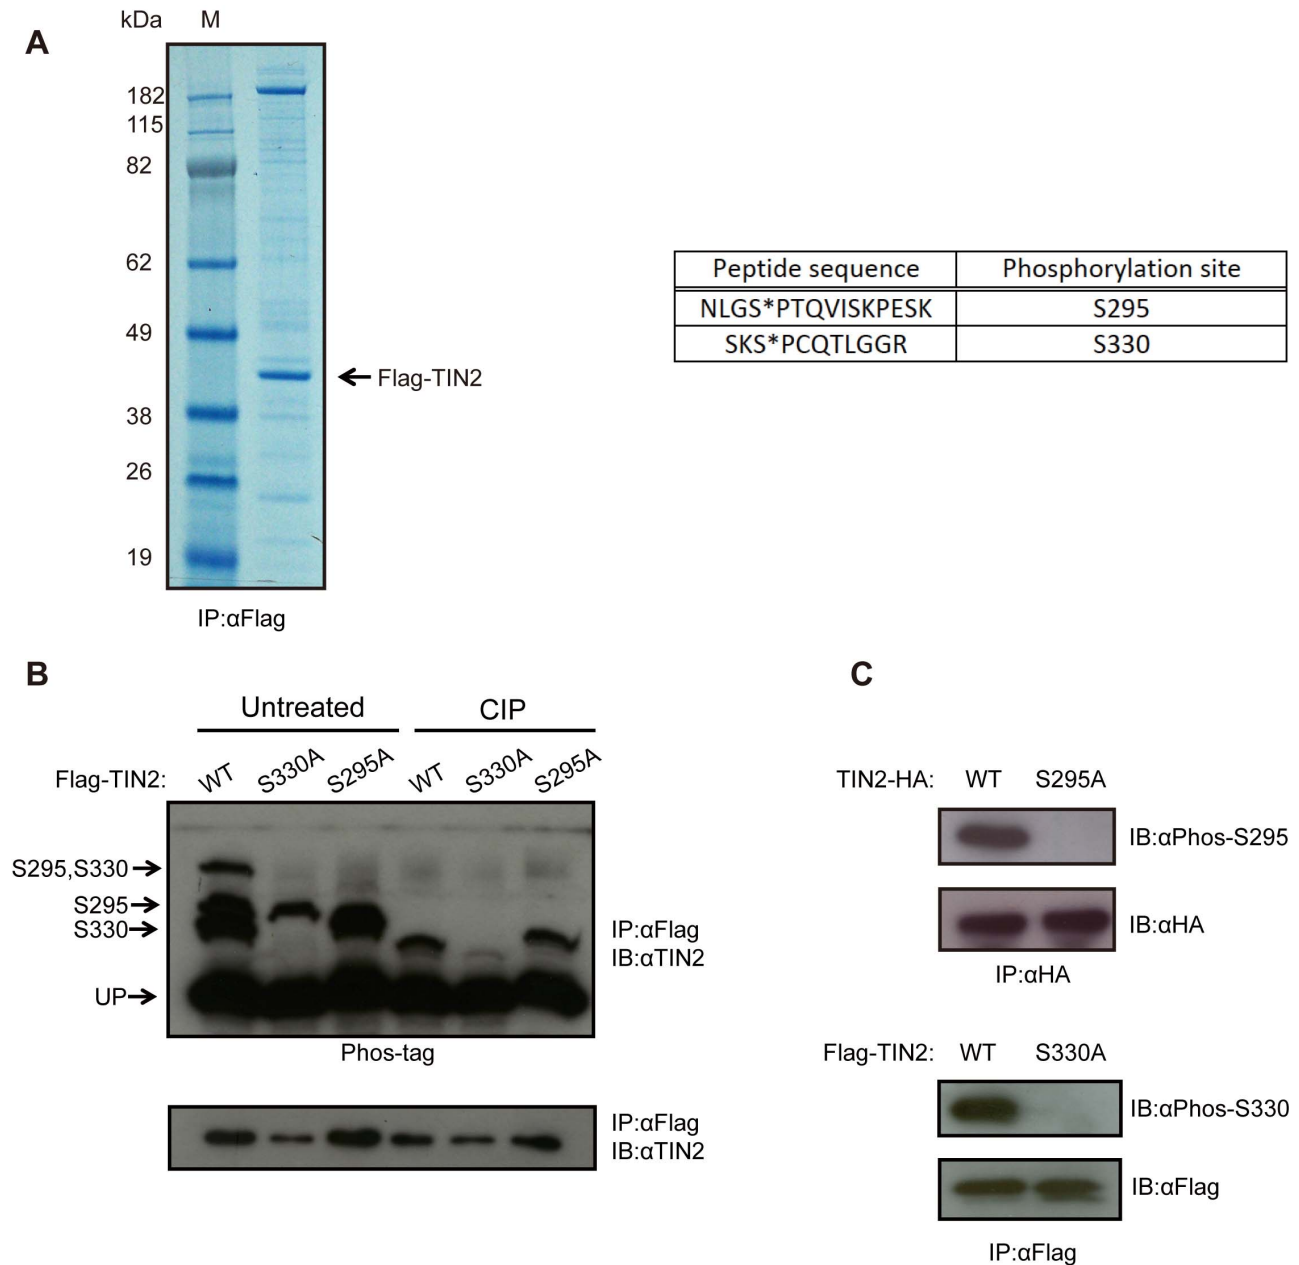 A
kDa M
182
115
82
62
49
38
26
19
Flag-TIN2
IP:αFlag
Peptide sequence Phosphorylation site
NLGS*PTQVISKPESK S295
SKS*PCQTLGGR S330
B
Untreated CIP
Flag-TIN2: WT S330A S295A WT S330A S295A
S295,S330
S295
S330
UP
IP:αFlag
IB:αTIN2
Phos-tag
IP:αFlag
IB:αTIN2
C
TIN2-HA: WT S295A
IB:αPhos-S295
IB:αHA
IP:αHA
Flag-TIN2: WT S330A
IB:αPhos-S330
IB:αFlag
IP:αFlag